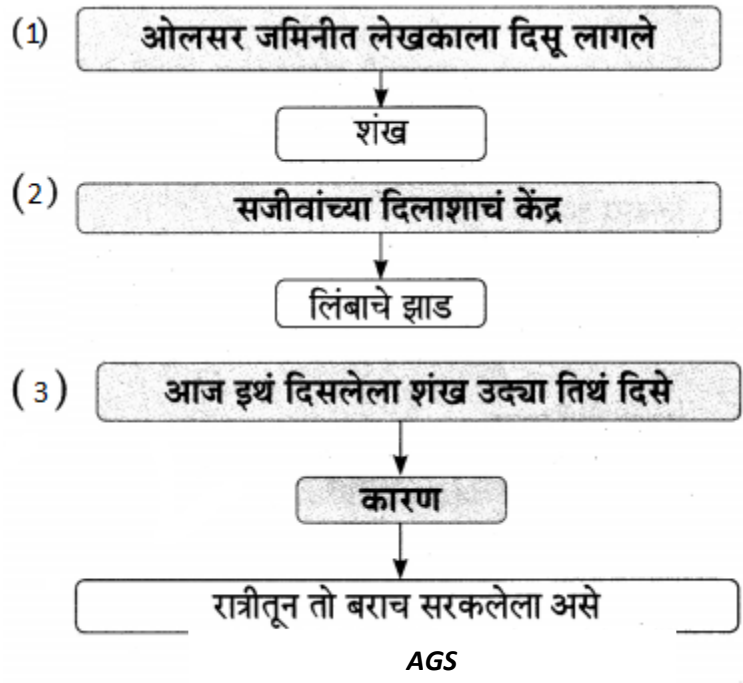 (1) ओलसर जमिनीत लेखकाला दिसू लागले
शंख
(2) सजीवांच्या दिलाशाचं केंद्र
लिंबाचे झाड
(3) आज इथं दिसलेला शंख उद्या तिथं दिसे
कारण
रात्रीतून तो बराच सरकलेला असे
AGS